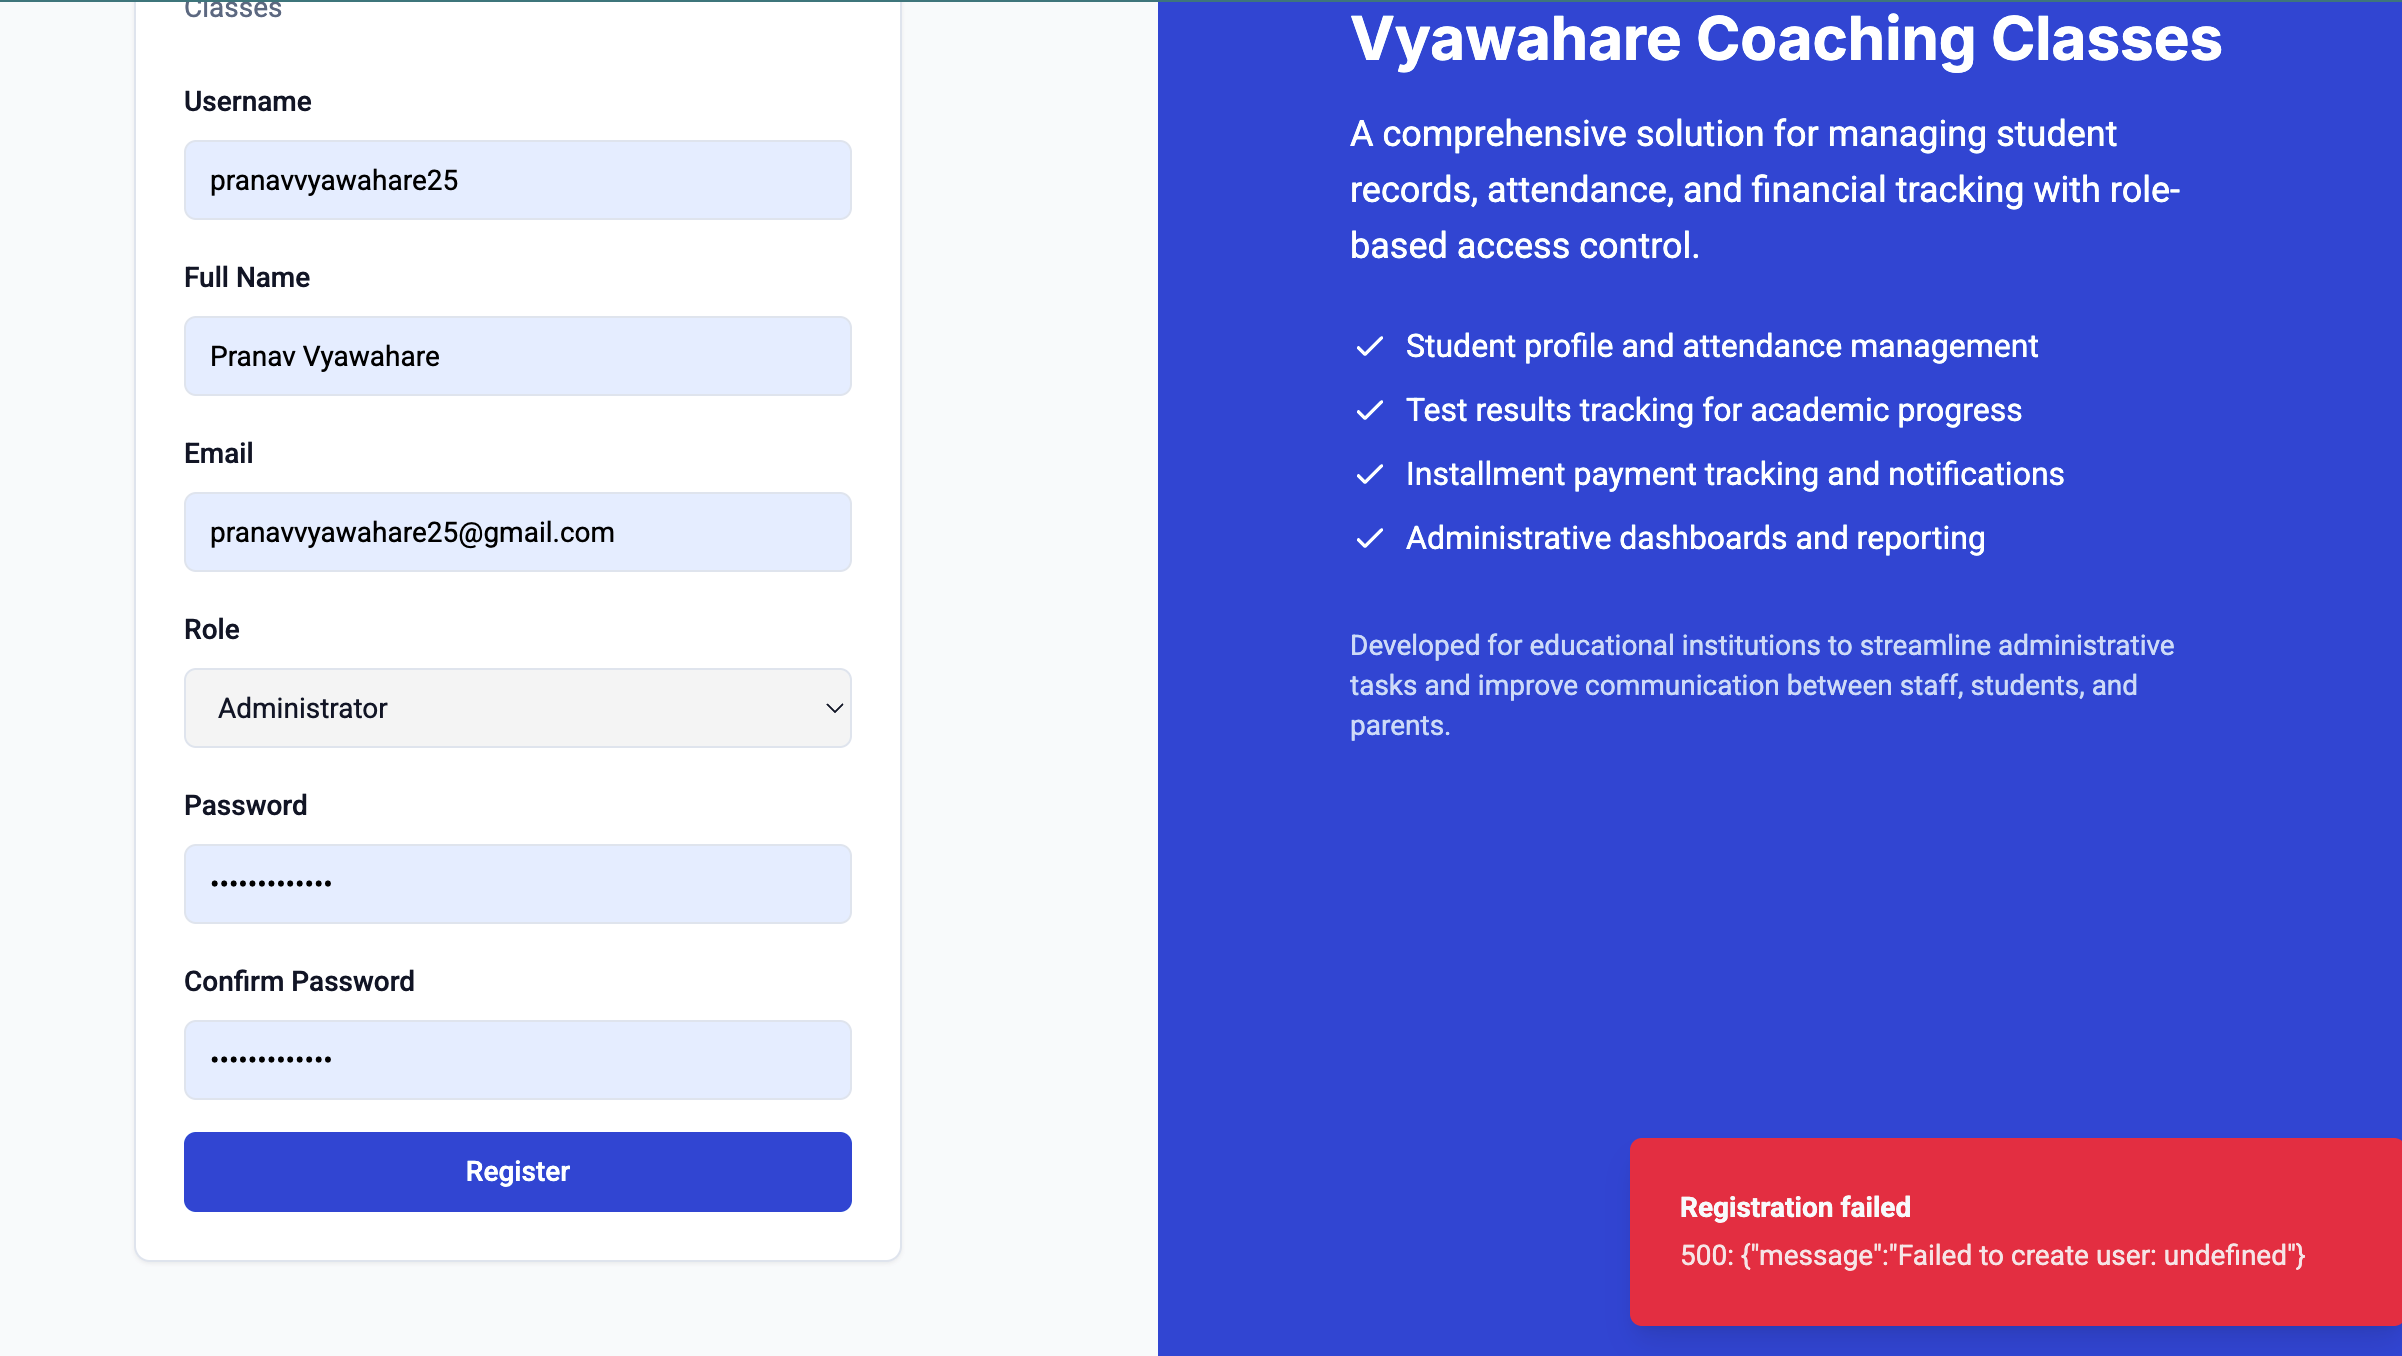 Classes
Username
pranavvyawahare25
Full Name
Pranav Vyawahare
Email
pranavvyawahare25@gmail.com
Role
Administrator
Password
•••••••••••••
Confirm Password
•••••••••••••
Register
Vyawahare Coaching Classes
A comprehensive solution for managing student
records, attendance, and financial tracking with role-
based access control.
Student profile and attendance management
Test results tracking for academic progress
Installment payment tracking and notifications
Administrative dashboards and reporting
Developed for educational institutions to streamline administrative
tasks and improve communication between staff, students, and
parents.
Registration failed
500: {"message":"Failed to create user: undefined"}